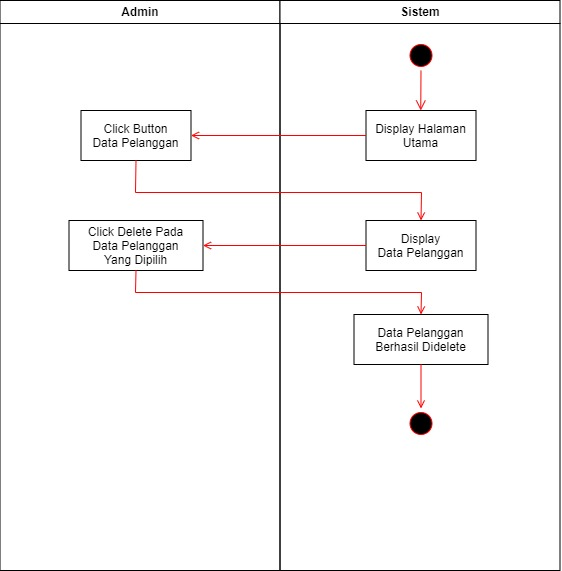 Admin
Sistem
Display Halaman
Utama
Click Button
Data Pelanggan
Display
Data Pelanggan
Click Delete Pada
Data Pelanggan
Yang Dipilih
Data Pelanggan
Berhasil Didelete